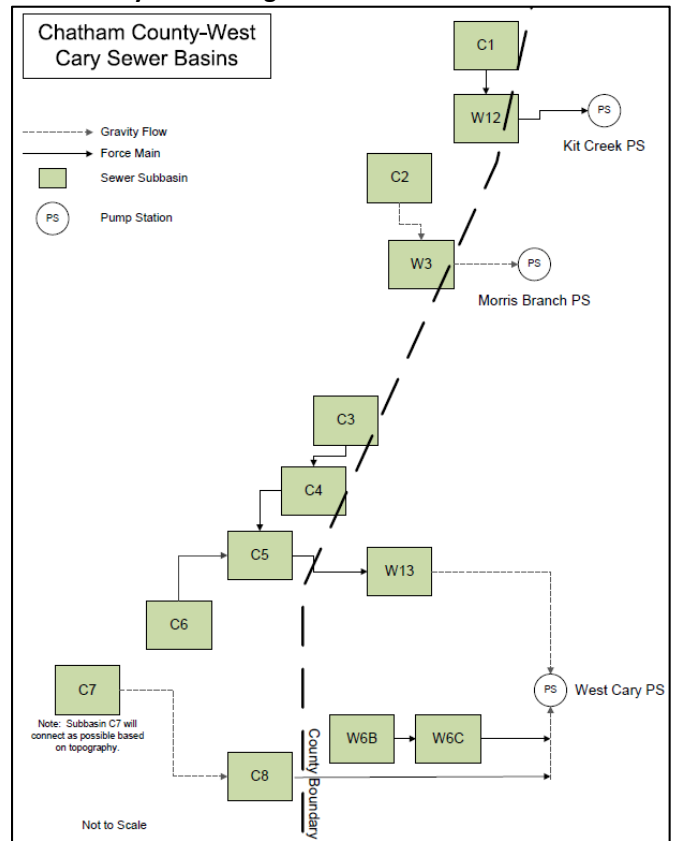 Chatham County-West
Cary Sewer Basins
Gravity Flow
Force Main
Sewer Subbasin
PS
Pump Station
C1
W12
PS
Kit Creek PS
C2
W3
PS
Morris Branch PS
C3
C4
C5
W13
C6
C7
PS
West Cary PS
Note: Subbasin C7 will
connect as possible based
on topography.
W6B
W6C
C8
County Boundary
Not to Scale